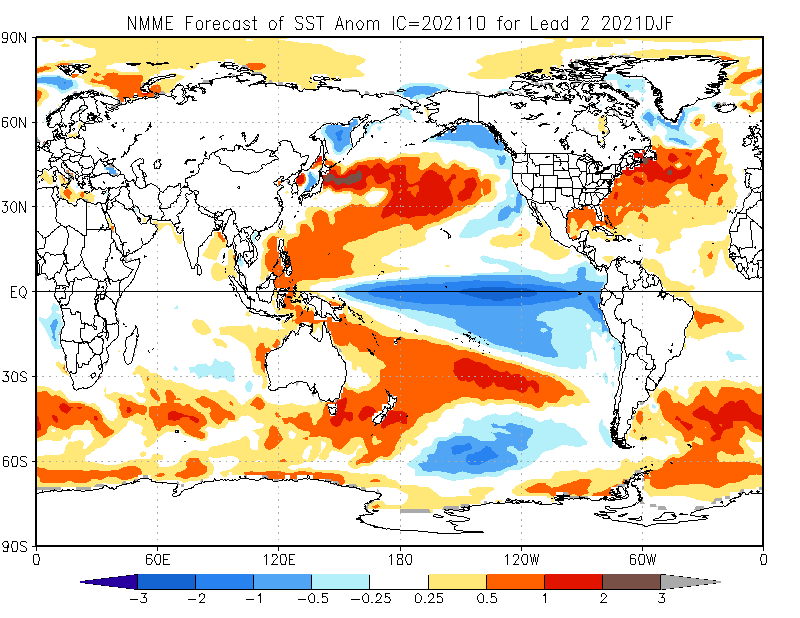 NMME Forecast of SST Anom IC=202110 for Lead 2 2021DJF
90N
60N
30N
EQ
30S
60S
90S
0 60E 120E 180 120W 60W 0
-3 -2 -1 -0.5 -0.25 0.25 0.5 1 2 3